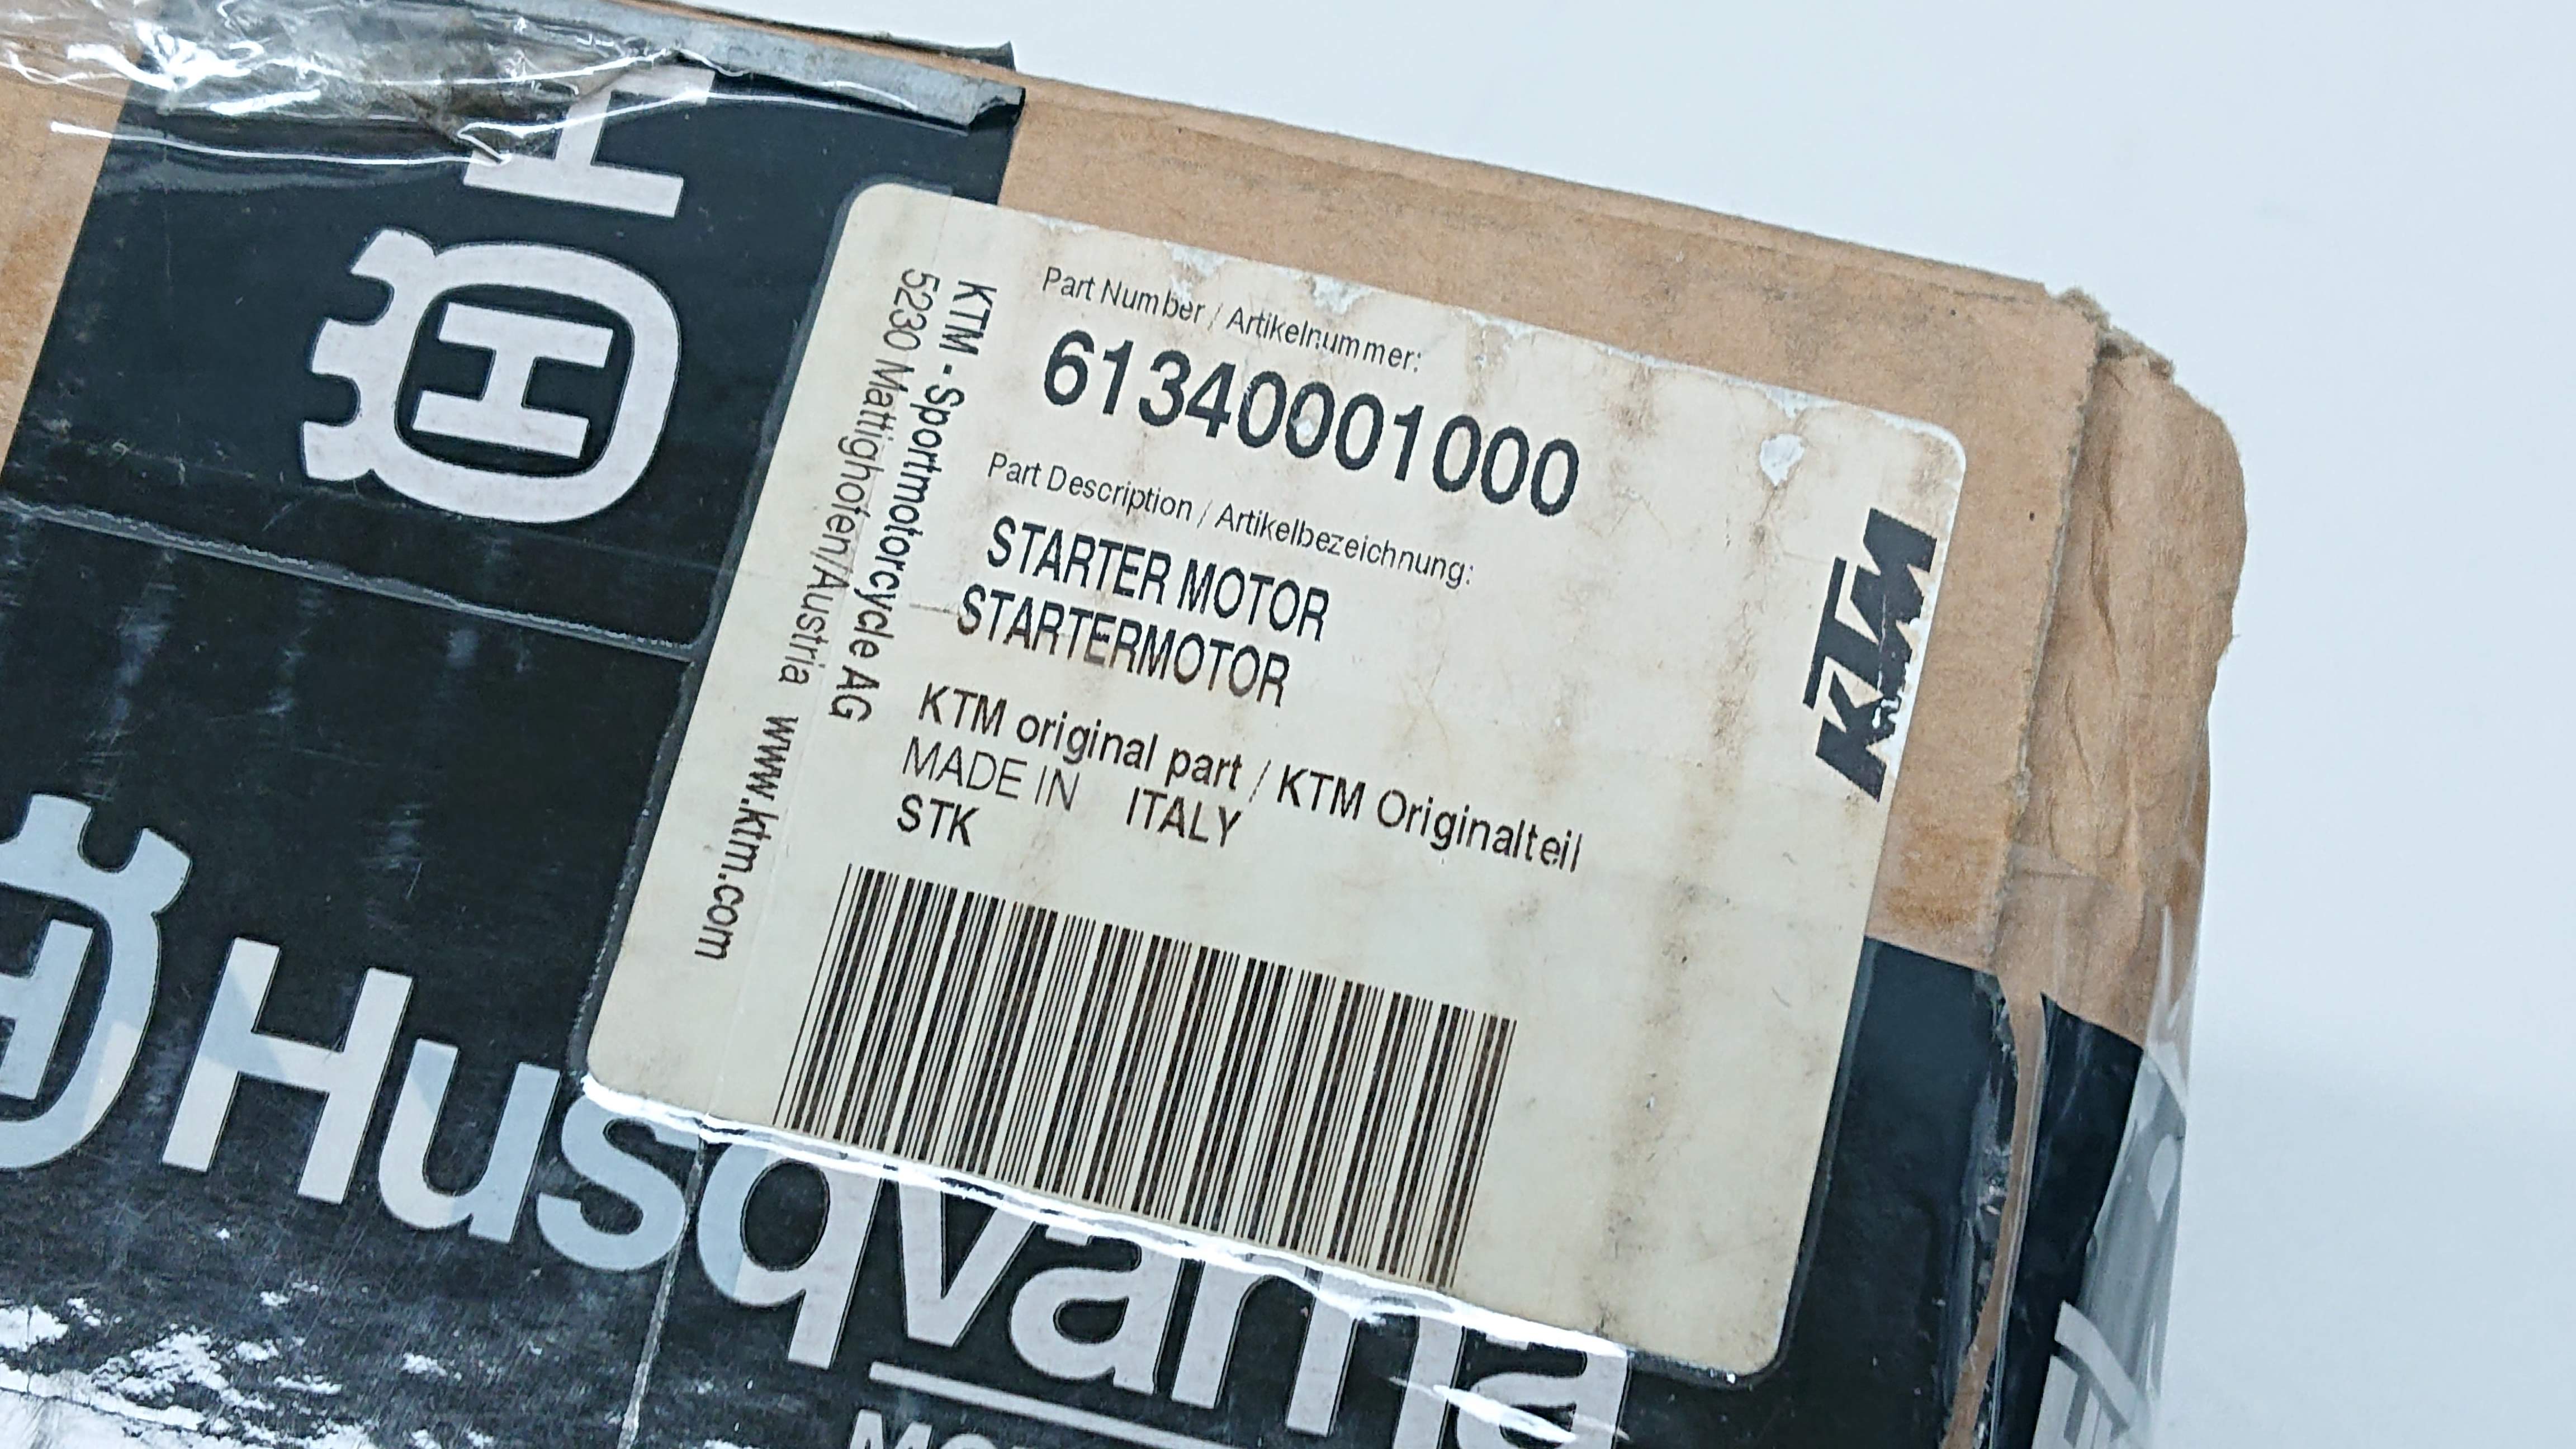 Part Number / Artikelnummer:
61340001000
Part Description / Artikelbezeichnung:
STARTER MOTOR
STARTERMOTOR
KTM original part / KTM Originalteil
MADE IN ITALY
STK
KTM - Sportmotorcycle AG
5230 Mattighofen/Austria www.ktm.com
KTM
H
Husqvarna